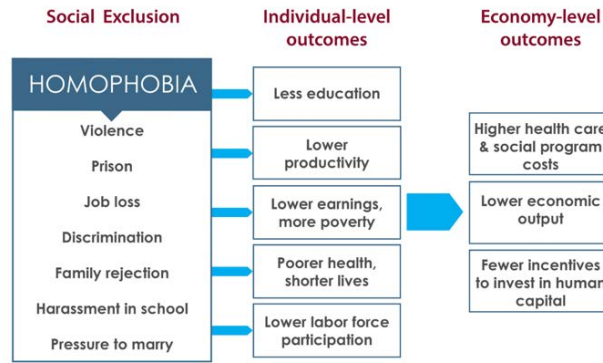 Social Exclusion
HOMOPHOBIA
Violence
Prison
Job loss
Discrimination
Family rejection
Harassment in school
Pressure to marry
Individual-level
outcomes
Less education
Lower
productivity
Lower earnings,
more poverty
Poorer health,
shorter lives
Lower labor force
participation
Economy-level
outcomes
Higher health care
& social program
costs
Lower economic
output
Fewer incentives
to invest in human
capital